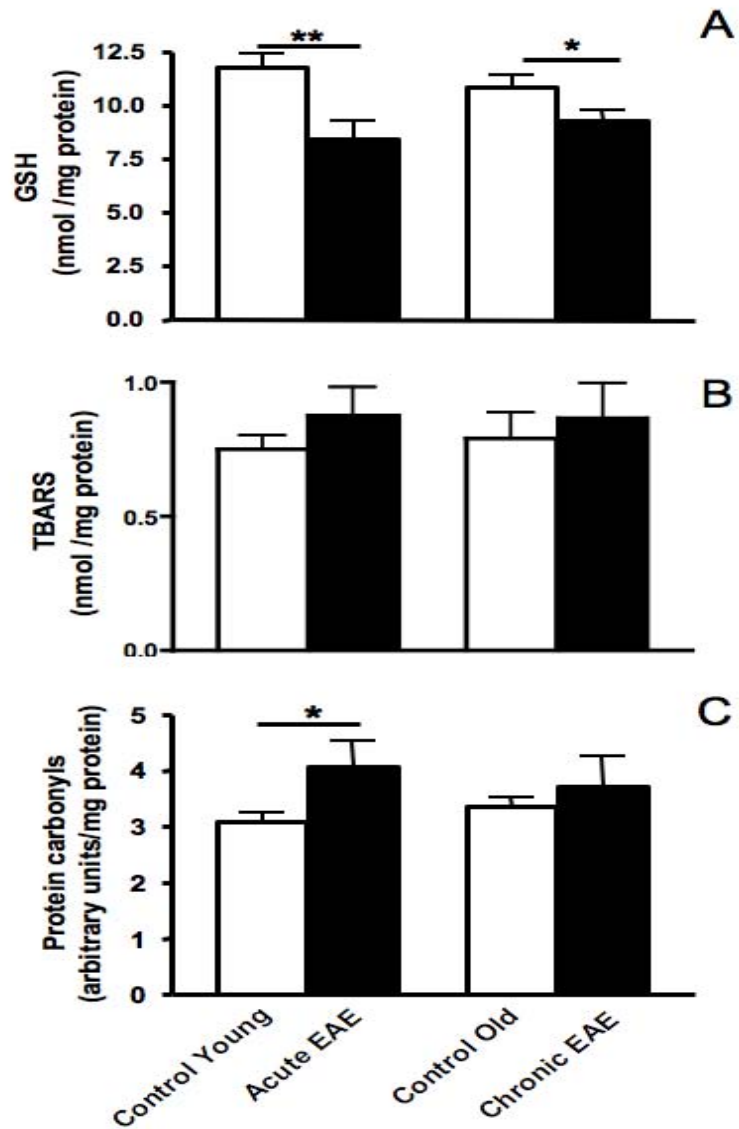 A
**
*
GSH
(nmol /mg protein)
12.5
10.0
7.5
5.0
2.5
0.0
B
TBARS
(nmol /mg protein)
1.0
0.5
0.0
C
*
Protein carbonyls
(arbitrary units/mg protein)
5
4
3
2
1
0
Control Young
Acute EAE
Control Old
Chronic EAE